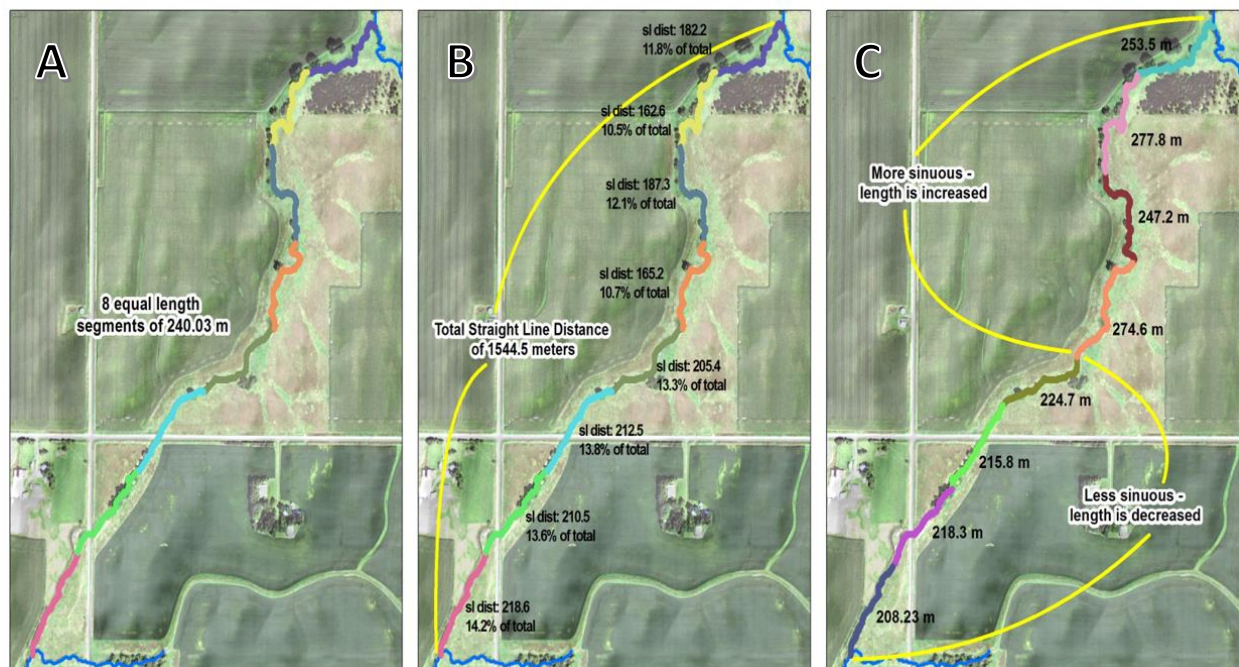 A
8 equal length
segments of 240.03 m
B
sl dist: 182.2
11.8% of total
sl dist: 162.6
10.5% of total
sl dist: 187.3
12.1% of total
sl dist: 165.2
10.7% of total
Total Straight Line Distance
of 1544.5 meters
sl dist: 205.4
13.3% of total
sl dist: 212.5
13.8% of total
sl dist: 210.5
13.6% of total
sl dist: 218.6
14.2% of total
C
253.5 m
277.8 m
More sinuous -
length is increased
247.2 m
274.6 m
224.7 m
215.8 m
Less sinuous -
length is decreased
218.3 m
208.23 m